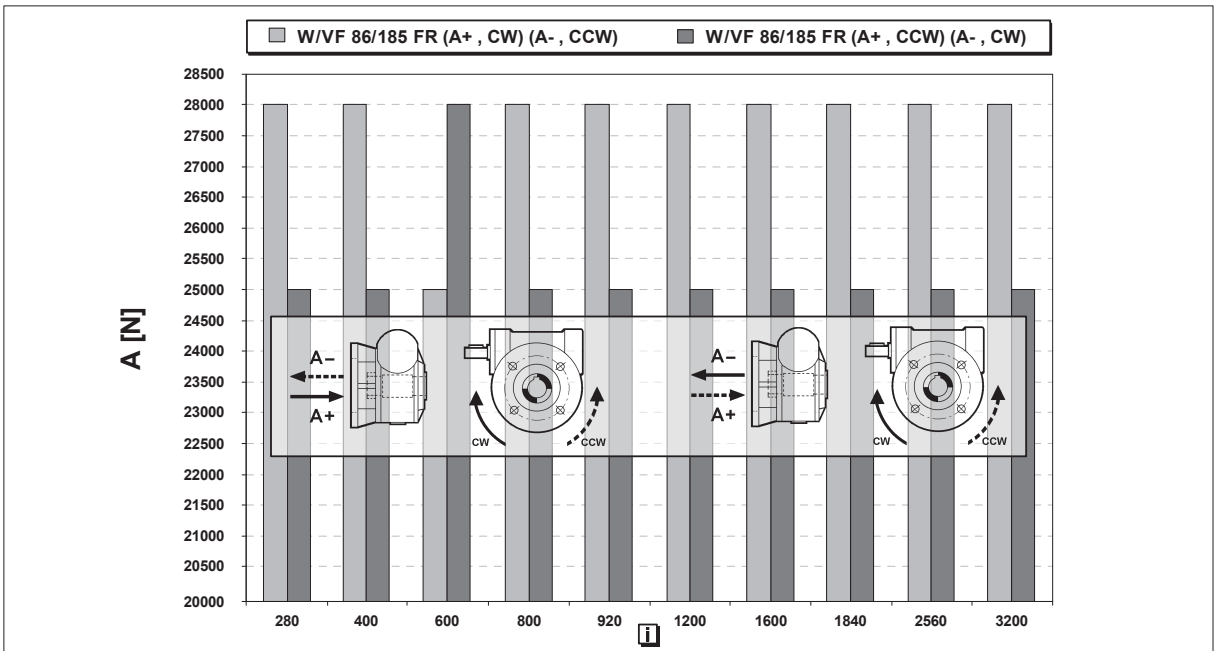 W/VF 86/185 FR (A+ , CW) (A- , CCW) W/VF 86/185 FR (A+ , CCW) (A- , CW)
28500
28000
27500
27000
26500
26000
25500
25000
24500
24000
23500
23000
22500
22000
21500
21000
20500
20000
A [N]
A– A–
A+ A+
CW CCW CW CCW
280 400 600 800 920 1200 1600 1840 2560 3200
i